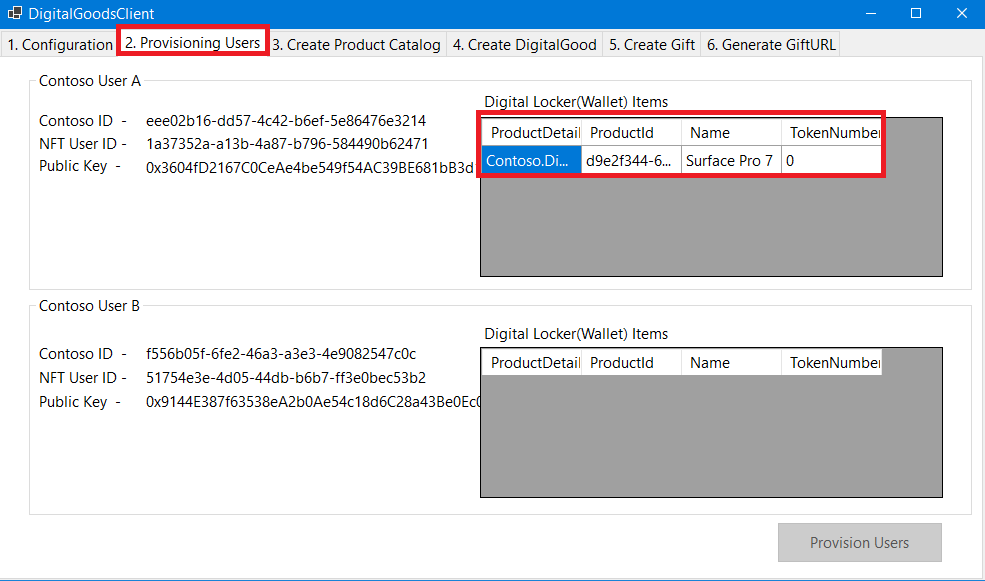 DigitalGoodsClient
1. Configuration 2. Provisioning Users 3. Create Product Catalog 4. Create DigitalGood 5. Create Gift 6. Generate GiftURL
Contoso User A
Digital Locker(Wallet) Items
Contoso ID - eee02b16-dd57-4c42-b6ef-5e86476e3214
NFT User ID - 1a37352a-a13b-4a87-b796-584490b62471
Public Key - 0x3604fD2167C0CeAe4be549f54AC39BE681bB3d
ProductDetail ProductId Name TokenNumber
Contoso.Di... d9e2f344-6... Surface Pro 7 0
Contoso User B
Digital Locker(Wallet) Items
Contoso ID - f556b05f-6fe2-46a3-a3e3-4e9082547c0c
NFT User ID - 51754e3e-4d05-44db-b6b7-ff3e0bec53b2
Public Key - 0x9144E387f63538eA2b0Ae54c18d6C28a43Be0Ec0
ProductDetail ProductId Name TokenNumber
Provision Users